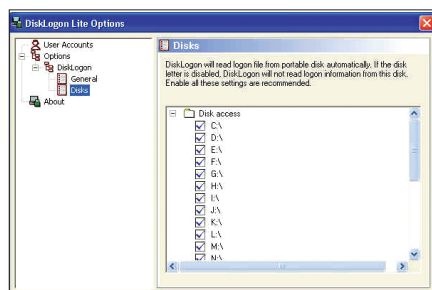 DiskLogon Lite Options
User Accounts
Options
DiskLogon
General
Disks
About
Disks
DiskLogon will read logon file from portable disk automatically. If the disk
letter is disabled, DiskLogon will not read logon information from this disk.
Enable all these settings are recommended.
Disk access
C:\
D:\
E:\
F:\
G:\
H:\
I:\
J:\
K:\
L:\
M:\
N:\